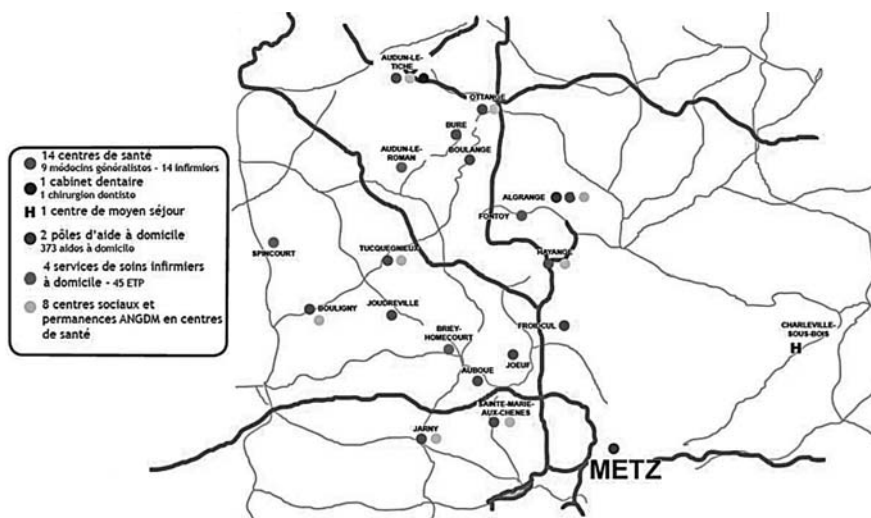 14 centres de santé
9 médecins généralistes - 14 infirmiers
1 cabinet dentaire
1 chirurgien dentiste
H 1 centre de moyen séjour
2 pôles d'aide à domicile
373 aides à domicile
4 services de soins infirmiers
à domicile - 45 ETP
8 centres sociaux et
permanences ANGDM en centres
de santé
AUDUN-LE-
TICHE
OTTANGE
BURE
AUDUN-LE-
ROMAN
BOULANGE
ALGRANGE
FONTOY
SPINCOURT
TUCQUEGNIEUX
HAYANGE
BOULIGNY
JOUDREVILLE
FROIDCUL
BRIEY-
HOMECOURT
JOEUF
CHARLEVILLE-
SOUS-BOIS
H
AUBOUE
SAINTE-MARIE-
AUX-CHENES
JARNY
METZ